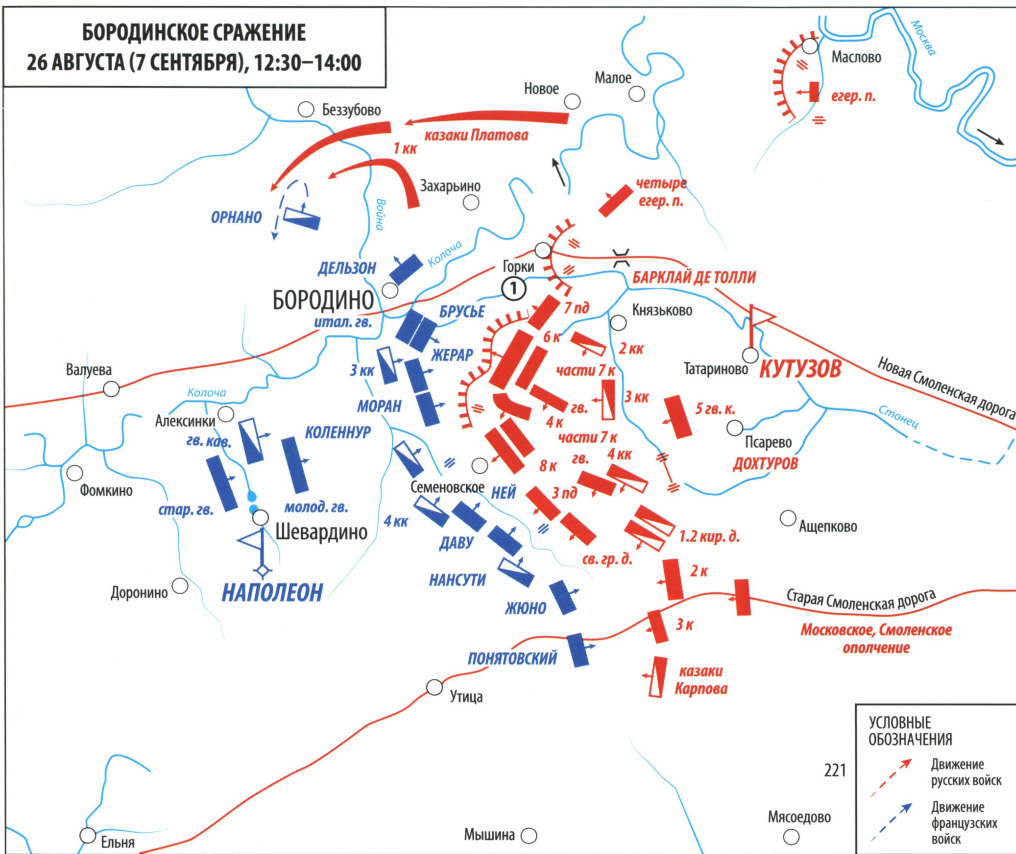 БОРОДИНСКОЕ СРАЖЕНИЕ
26 АВГУСТА (7 СЕНТЯБРЯ), 12:30–14:00
Москва
Маслово
егер. п.
Малое
Новое
Беззубово
казаки Платова
1 кк
Захарьино
четыре
егер. п.
ОРНАНО
Война
Колоча
ДЕЛЬЗОН
Горки
1
БАРКЛАЙ ДЕ ТОЛЛИ
БОРОДИНО
итал. гв.
БРУСЬЕ
7 пд
Князьково
6 к
2 кк
ЖЕРАР
3 кк
части 7 к
Татариново
КУТУЗОВ
Новая Смоленская дорога
Валуева
Колоча
МОРАН
гв.
3 кк
4 к
5 гв. к.
Стонец
Алексинки
гв. кав.
КОЛЕННУР
части 7 к
Псарево
ДОХТУРОВ
8 к
гв.
4 кк
Фомкино
Семеновское
НЕЙ
3 пд
стар. гв.
молод. гв.
4 кк
Шевардино
ДАВУ
св. гр. д.
1.2 кир. д.
Ащепково
НАНСУТИ
2 к
Доронино
НАПОЛЕОН
ЖЮНО
Старая Смоленская дорога
3 к
Московское, Смоленское
ополчение
ПОНЯТОВСКИЙ
казаки
Карпова
Утица
УСЛОВНЫЕ
ОБОЗНАЧЕНИЯ
221
Движение
русских войск
Движение
французских
войск
Ельня
Мышина
Мясоедово